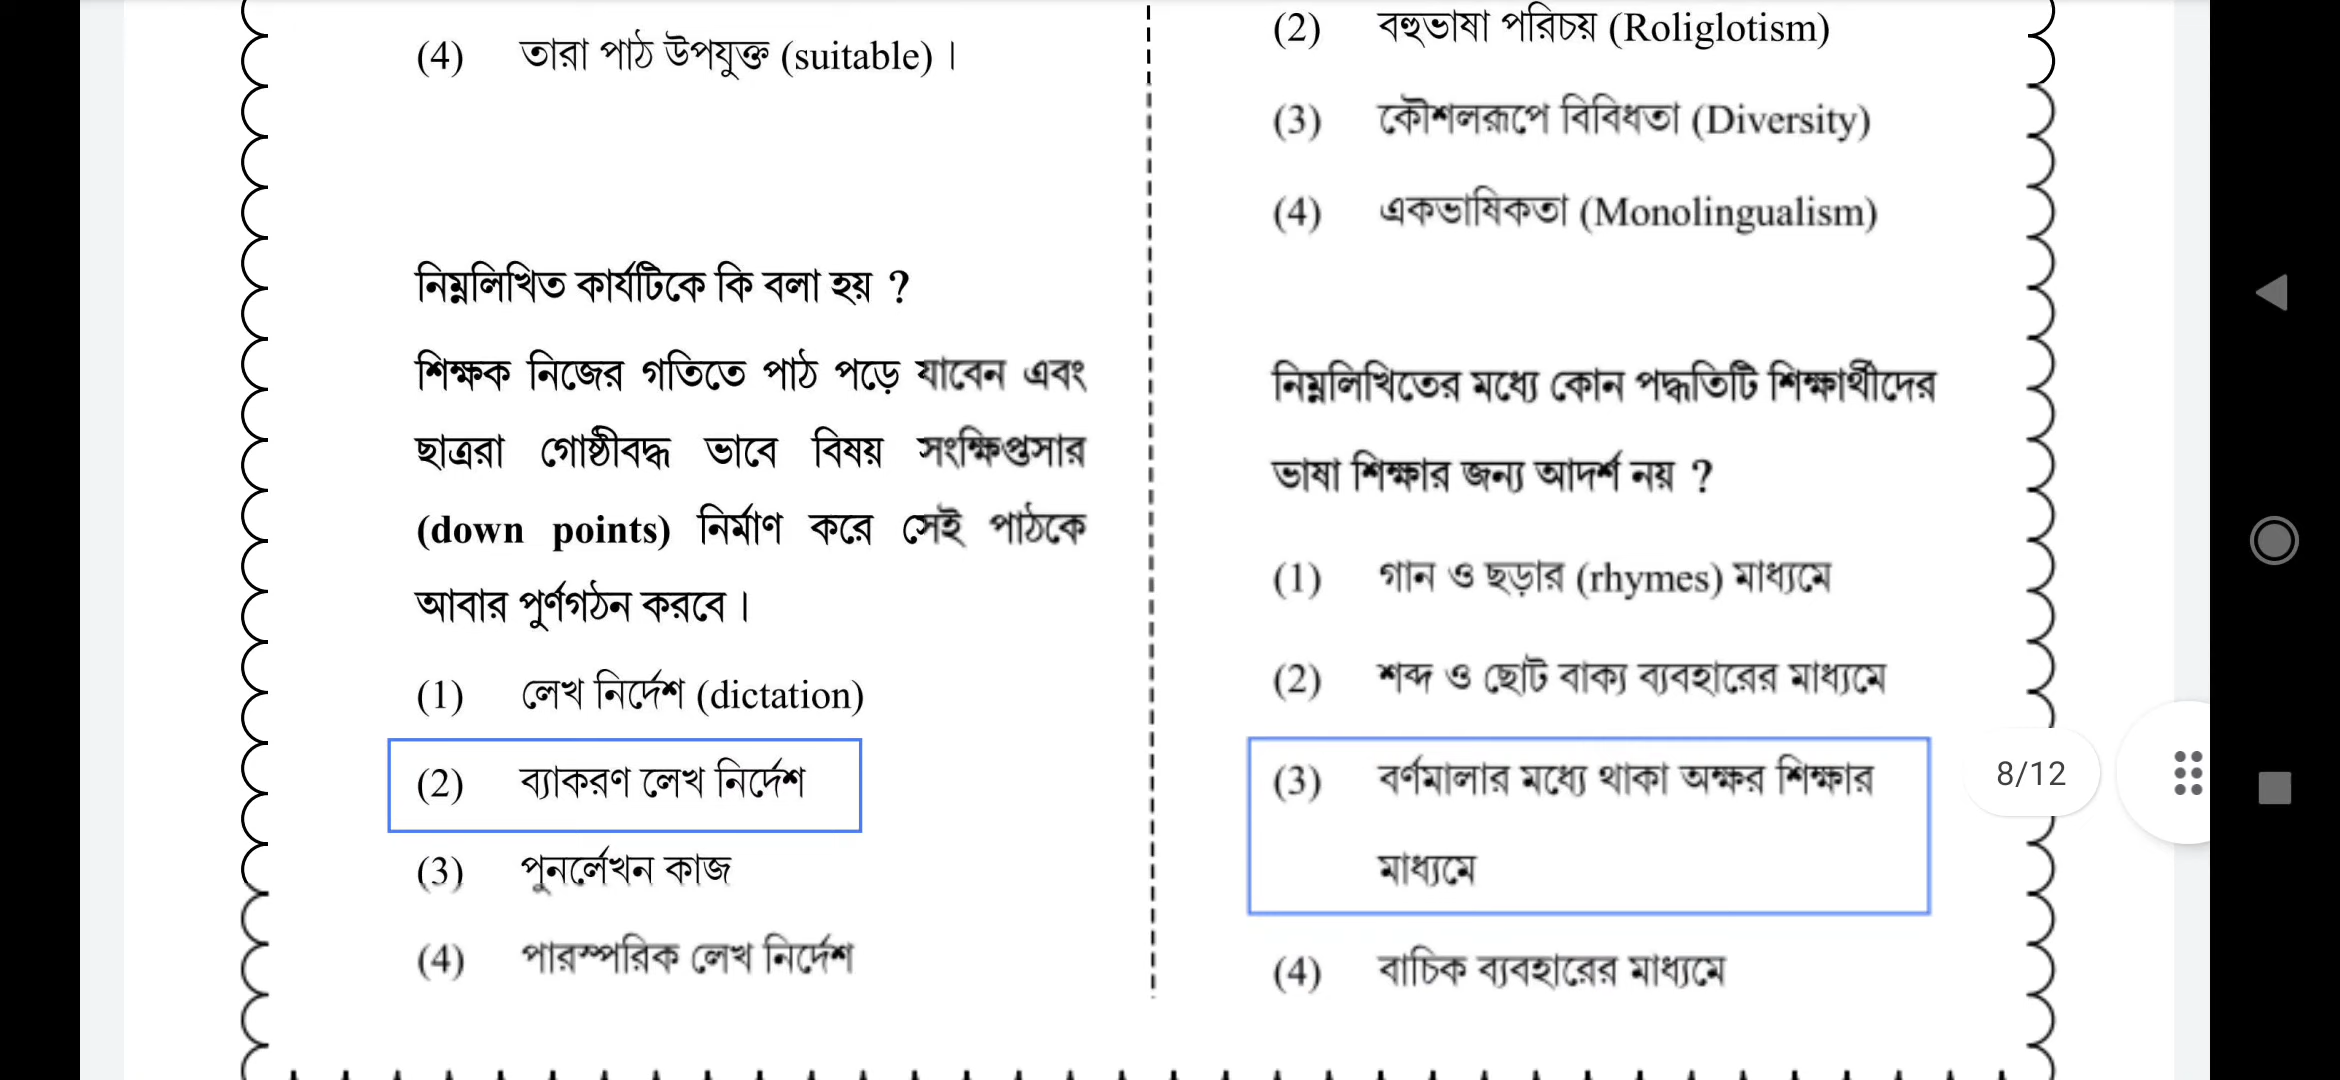 (4) তারা পাঠ উপযুক্ত (suitable) ।
নিম্নলিখিত কার্যটিকে কি বলা হয় ?
শিক্ষক নিজের গতিতে পাঠ পড়ে যাবেন এবং
ছাত্ররা গোষ্ঠীবদ্ধ ভাবে বিষয় সংক্ষিপ্তসার
(down points) নির্মাণ করে সেই পাঠকে
আবার পুর্ণগঠন করবে।
(1) লেখ নির্দেশ (dictation)
(2) ব্যাকরণ লেখ নির্দেশ
(3) পুনর্লেখন কাজ
(4) পারস্পরিক লেখ নির্দেশ
(2) বহুভাষা পরিচয় (Roliglotism)
(3) কৌশলরূপে বিবিধতা (Diversity)
(4) একভাষিকতা (Monolingualism)
নিম্নলিখিতের মধ্যে কোন পদ্ধতিটি শিক্ষার্থীদের
ভাষা শিক্ষার জন্য আদর্শ নয় ?
(1) গান ও ছড়ার (rhymes) মাধ্যমে
(2) শব্দ ও ছোট বাক্য ব্যবহারের মাধ্যমে
(3) বর্ণমালার মধ্যে থাকা অক্ষর শিক্ষার
মাধ্যমে
(4) বাচিক ব্যবহারের মাধ্যমে
8/12